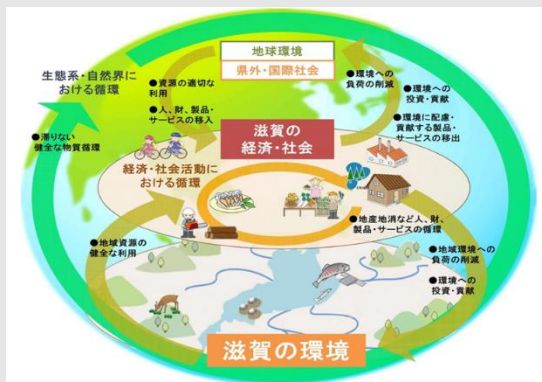 地球環境
県外・国際社会
生態系・自然界に
おける循環
●資源の適切な
利用
●人、財、製品・
サービスの移入
●環境への
負荷の削減
●環境への
投資・貢献
●環境に配慮・
貢献する製品・
サービスの移出
●滞りない
健全な物質循環
滋賀の
経済・社会
経済・社会活動に
おける循環
●地産地消など人、財、
製品・サービスの循環
●地域資源の
健全な利用
●地域環境への
負荷の削減
●環境への
投資・貢献
滋賀の環境